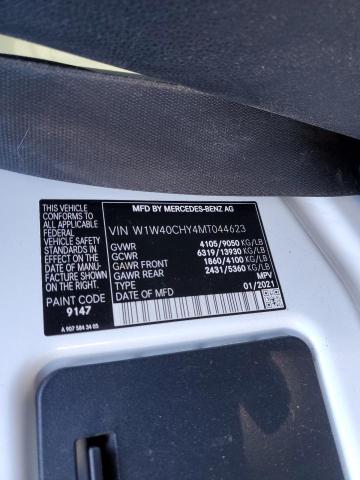 THIS VEHICLE
CONFORMS TO ALL
APPLICABLE
FEDERAL
VEHICLE SAFETY
STANDARDS IN
EFFECT ON THE
DATE OF
MANUFACTURE
SHOWN
ON THE RIGHT.
PAINT CODE
9147
A 907 584 34 05
MFD BY MERCEDES-BENZ AG
VIN W1W40CHY4MT044623
GVWR 4105/9050 KG/LB
GCWR 6319/13930 KG/LB
GAWR FRONT 1860/4100 KG/LB
GAWR REAR 2431/5360 KG/LB
TYPE MPV
DATE OF MANUFACTURE 01/2021